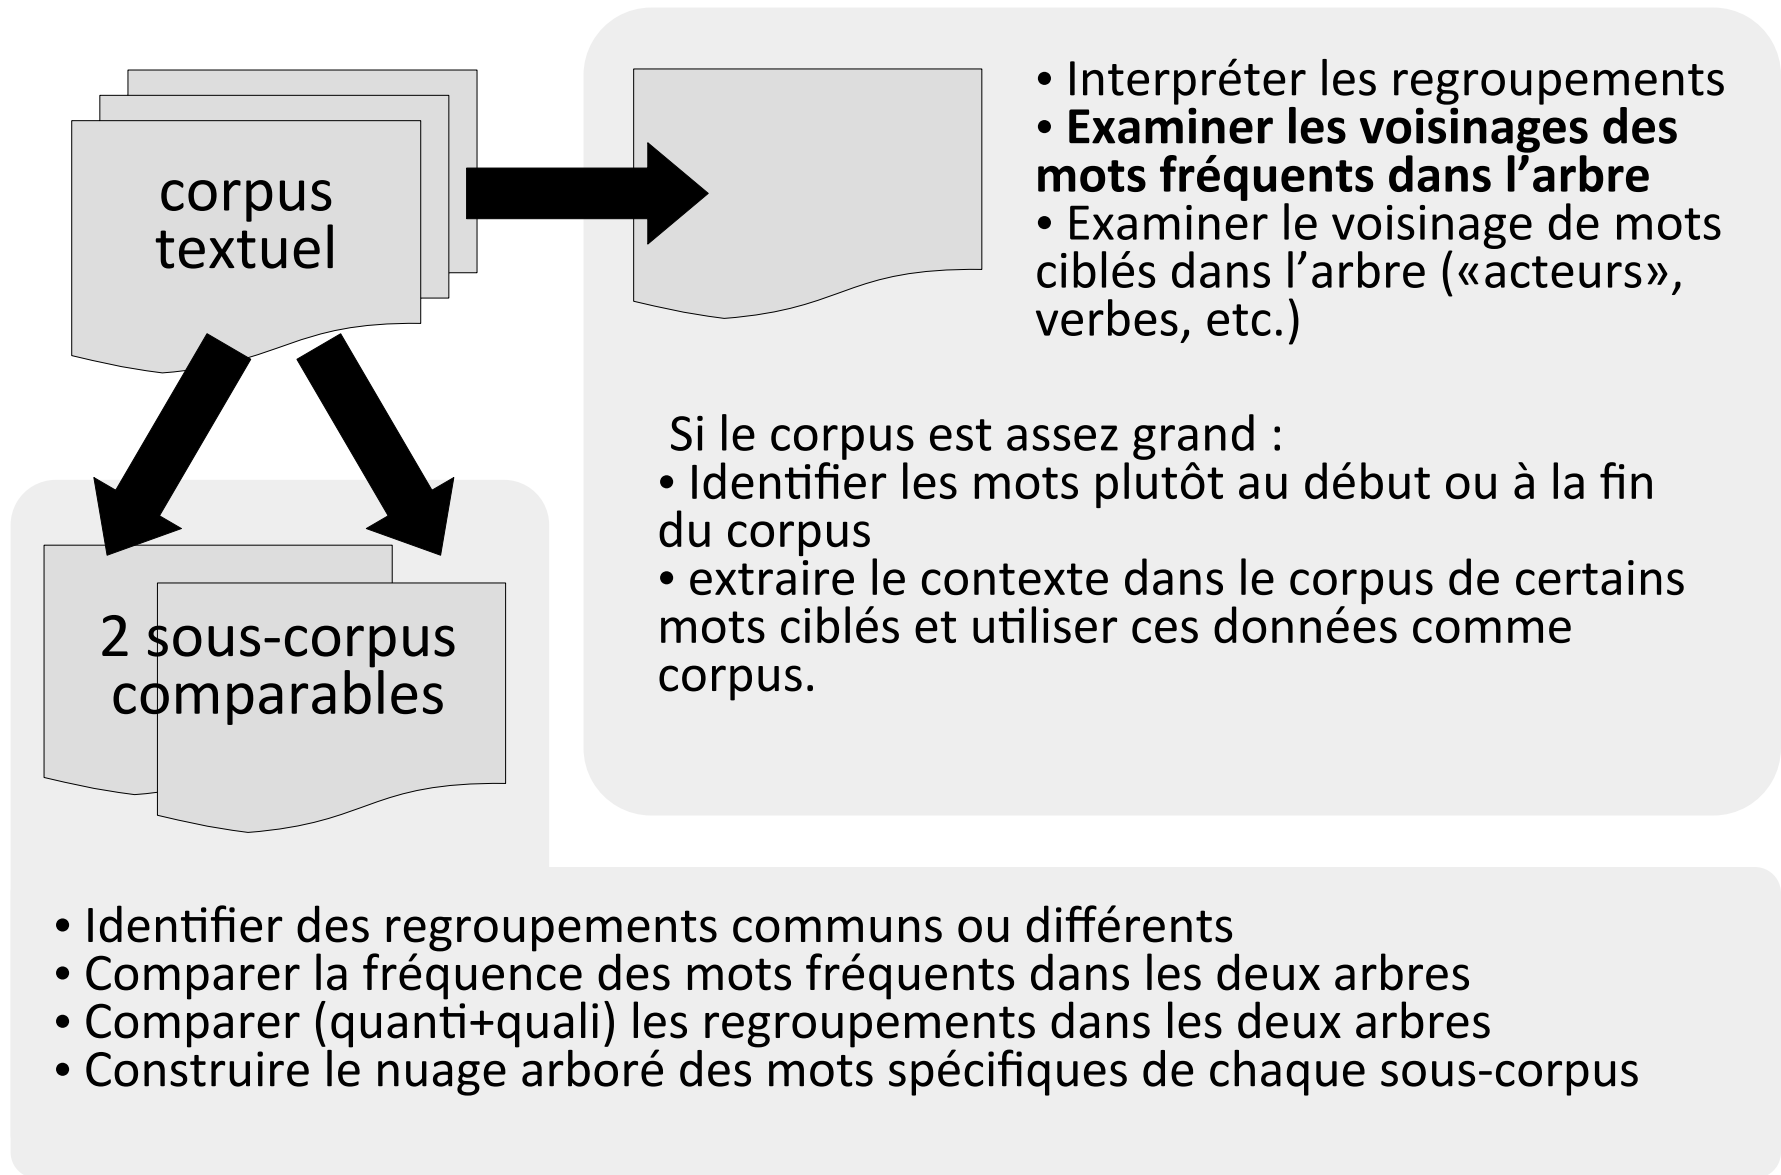 corpus
textuel
• Interpréter les regroupements
• Examiner les voisinages des
mots fréquents dans l’arbre
• Examiner le voisinage de mots
ciblés dans l’arbre («acteurs»,
verbes, etc.)
Si le corpus est assez grand :
• Identifier les mots plutôt au début ou à la fin
du corpus
• extraire le contexte dans le corpus de certains
mots ciblés et utiliser ces données comme
corpus.
2 sous-corpus
comparables
• Identifier des regroupements communs ou différents
• Comparer la fréquence des mots fréquents dans les deux arbres
• Comparer (quanti+quali) les regroupements dans les deux arbres
• Construire le nuage arboré des mots spécifiques de chaque sous-corpus